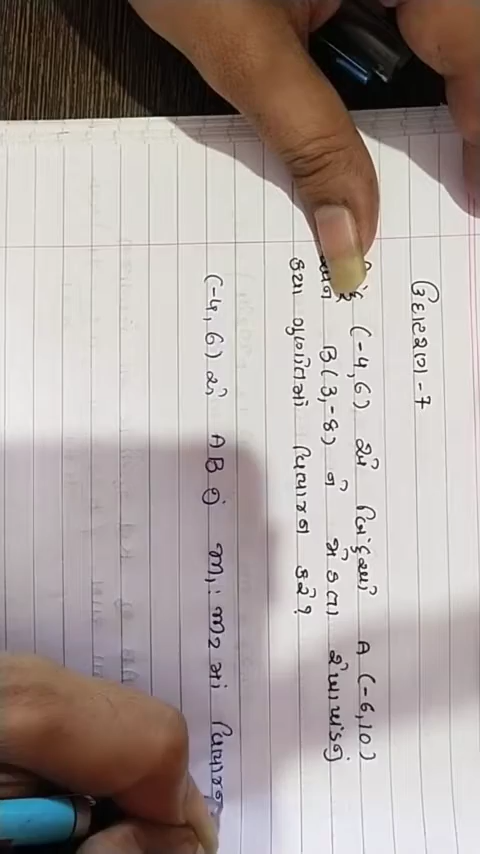 ઉદાહરણ-7
(-4,6) એ બિંદુઓ A (-6,10)
B(3,-8) ને જોડતા રેખાખંડનું
કયા ગુણોત્તરમાં વિભાજન કરે?
(-4,6) એ AB નું m₁:m₂ માં વિભાજન